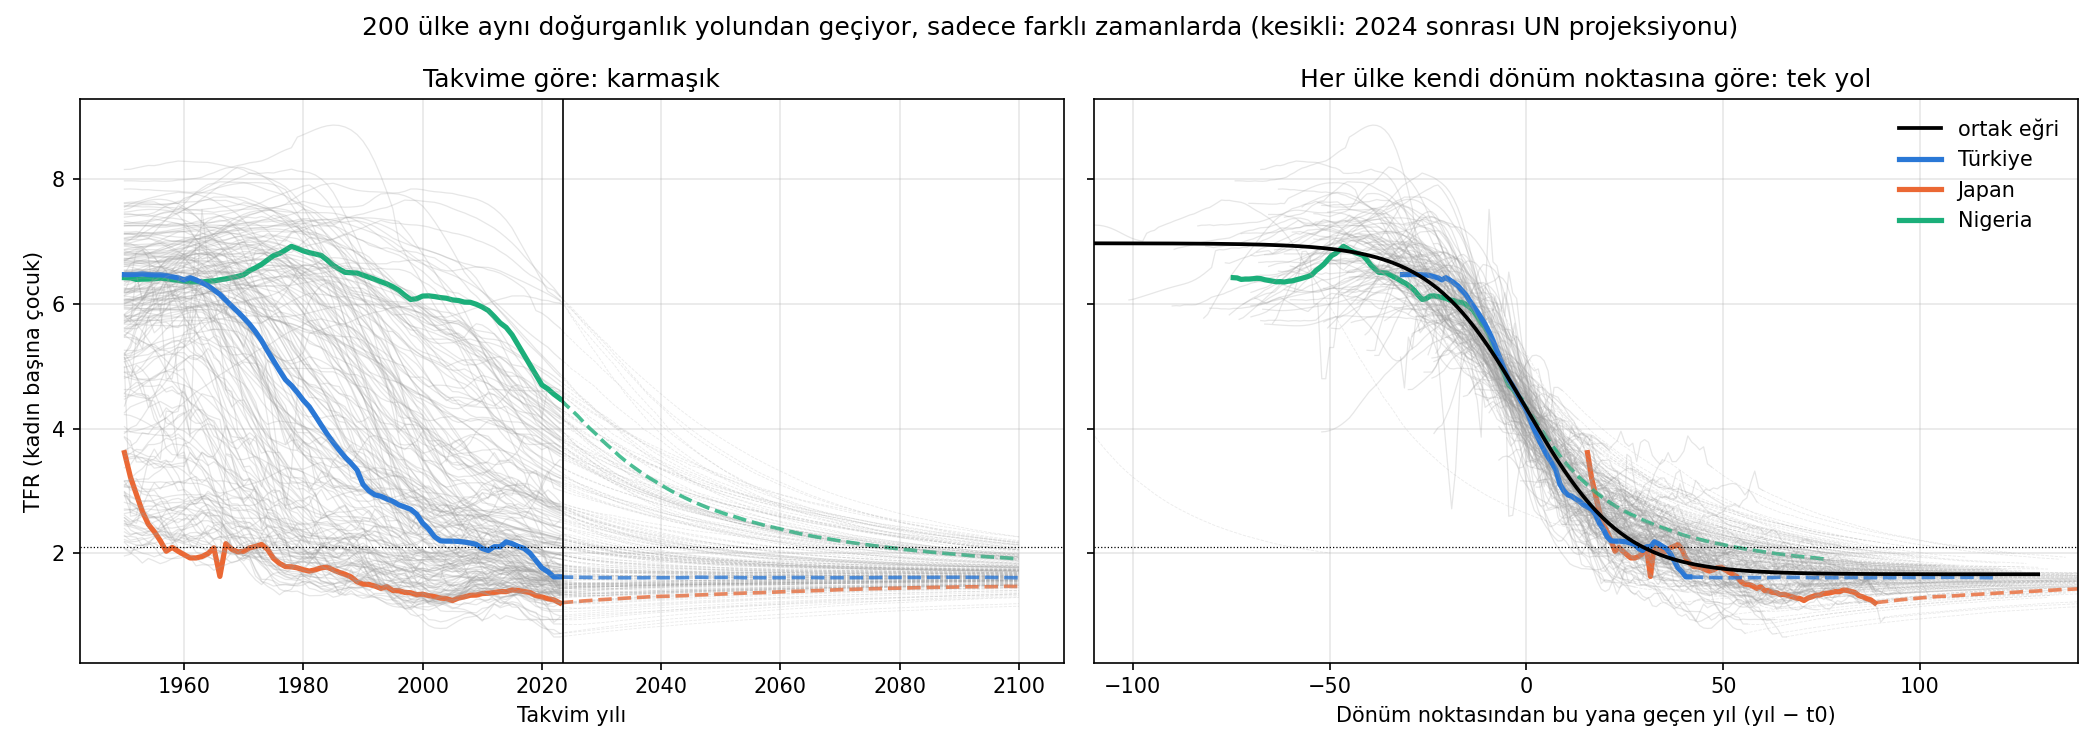 200 ülke aynı doğurganlık yolundan geçiyor, sadece farklı zamanlarda (kesikli: 2024 sonrası UN projeksiyonu)
Takvime göre: karmaşık
TFR (kadın başına çocuk)
8
6
4
2
1960
1980
2000
2020
2040
2060
2080
2100
Takvim yılı
Her ülke kendi dönüm noktasına göre: tek yol
ortak eğri
Türkiye
Japan
Nigeria
−100
−50
0
50
100
Dönüm noktasından bu yana geçen yıl (yıl − t0)